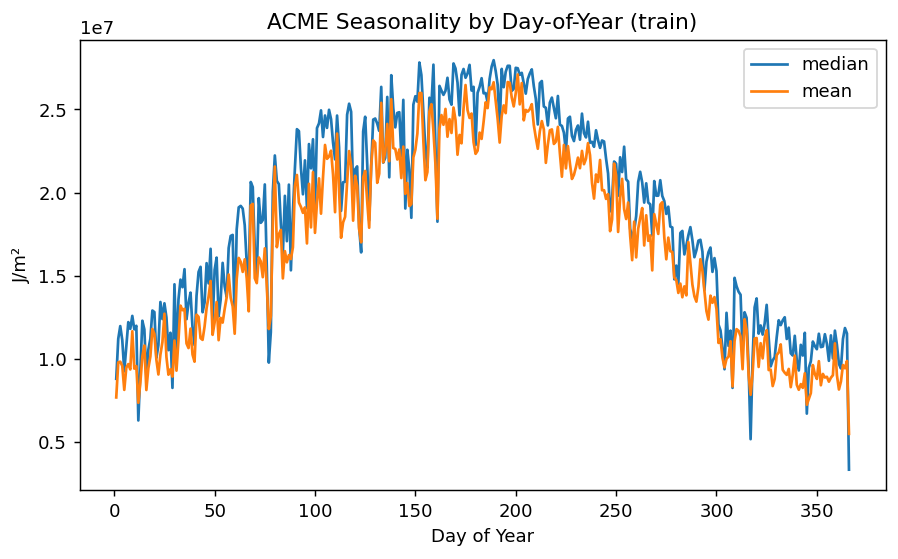 ACME Seasonality by Day-of-Year (train)
1e7
median
mean
2.5
2.0
1.5
1.0
0.5
J/m²
0 50 100 150 200 250 300 350
Day of Year